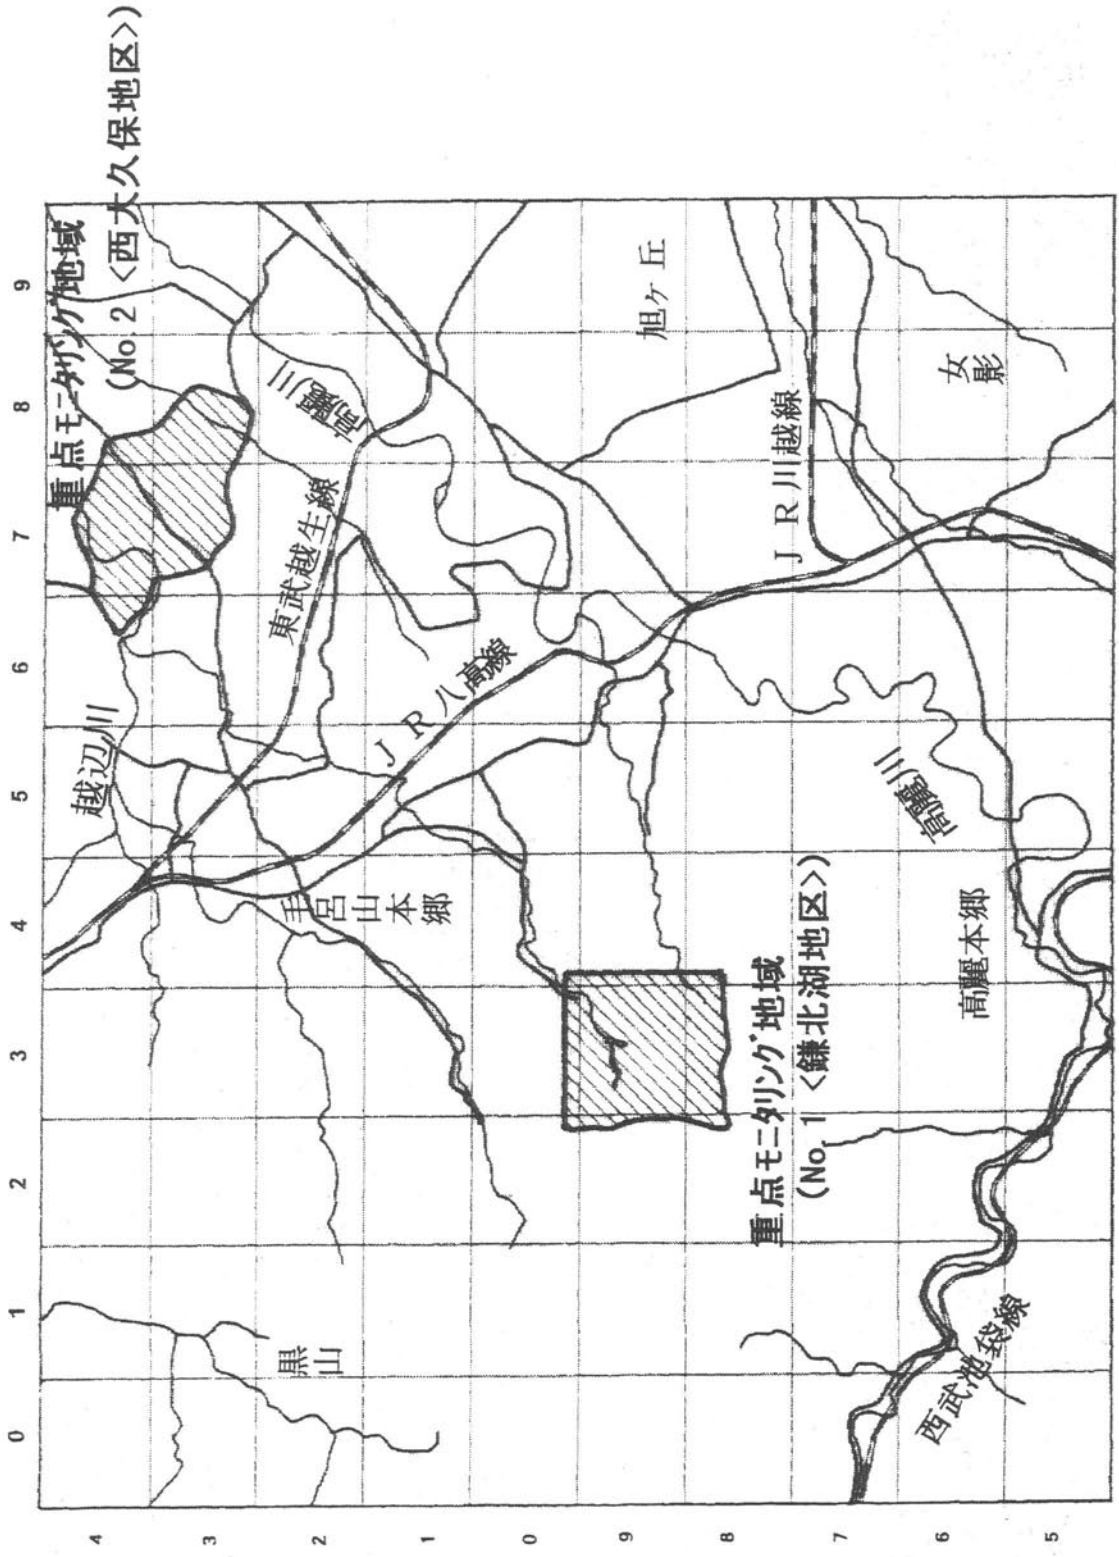 重点モニタリング地域
(No.2 <西大久保地区>)
0 1 2 3 4 5 6 7 8 9
4
3
2
1
0
9
8
7
6
5
越辺川
東武越生線
高麗川
旭ヶ丘
毛呂山本郷
JR八高線
JR川越線
女影
黒山
重点モニタリング地域
(No.1 <鎌北湖地区>)
高麗川
高麗本郷
西武池袋線